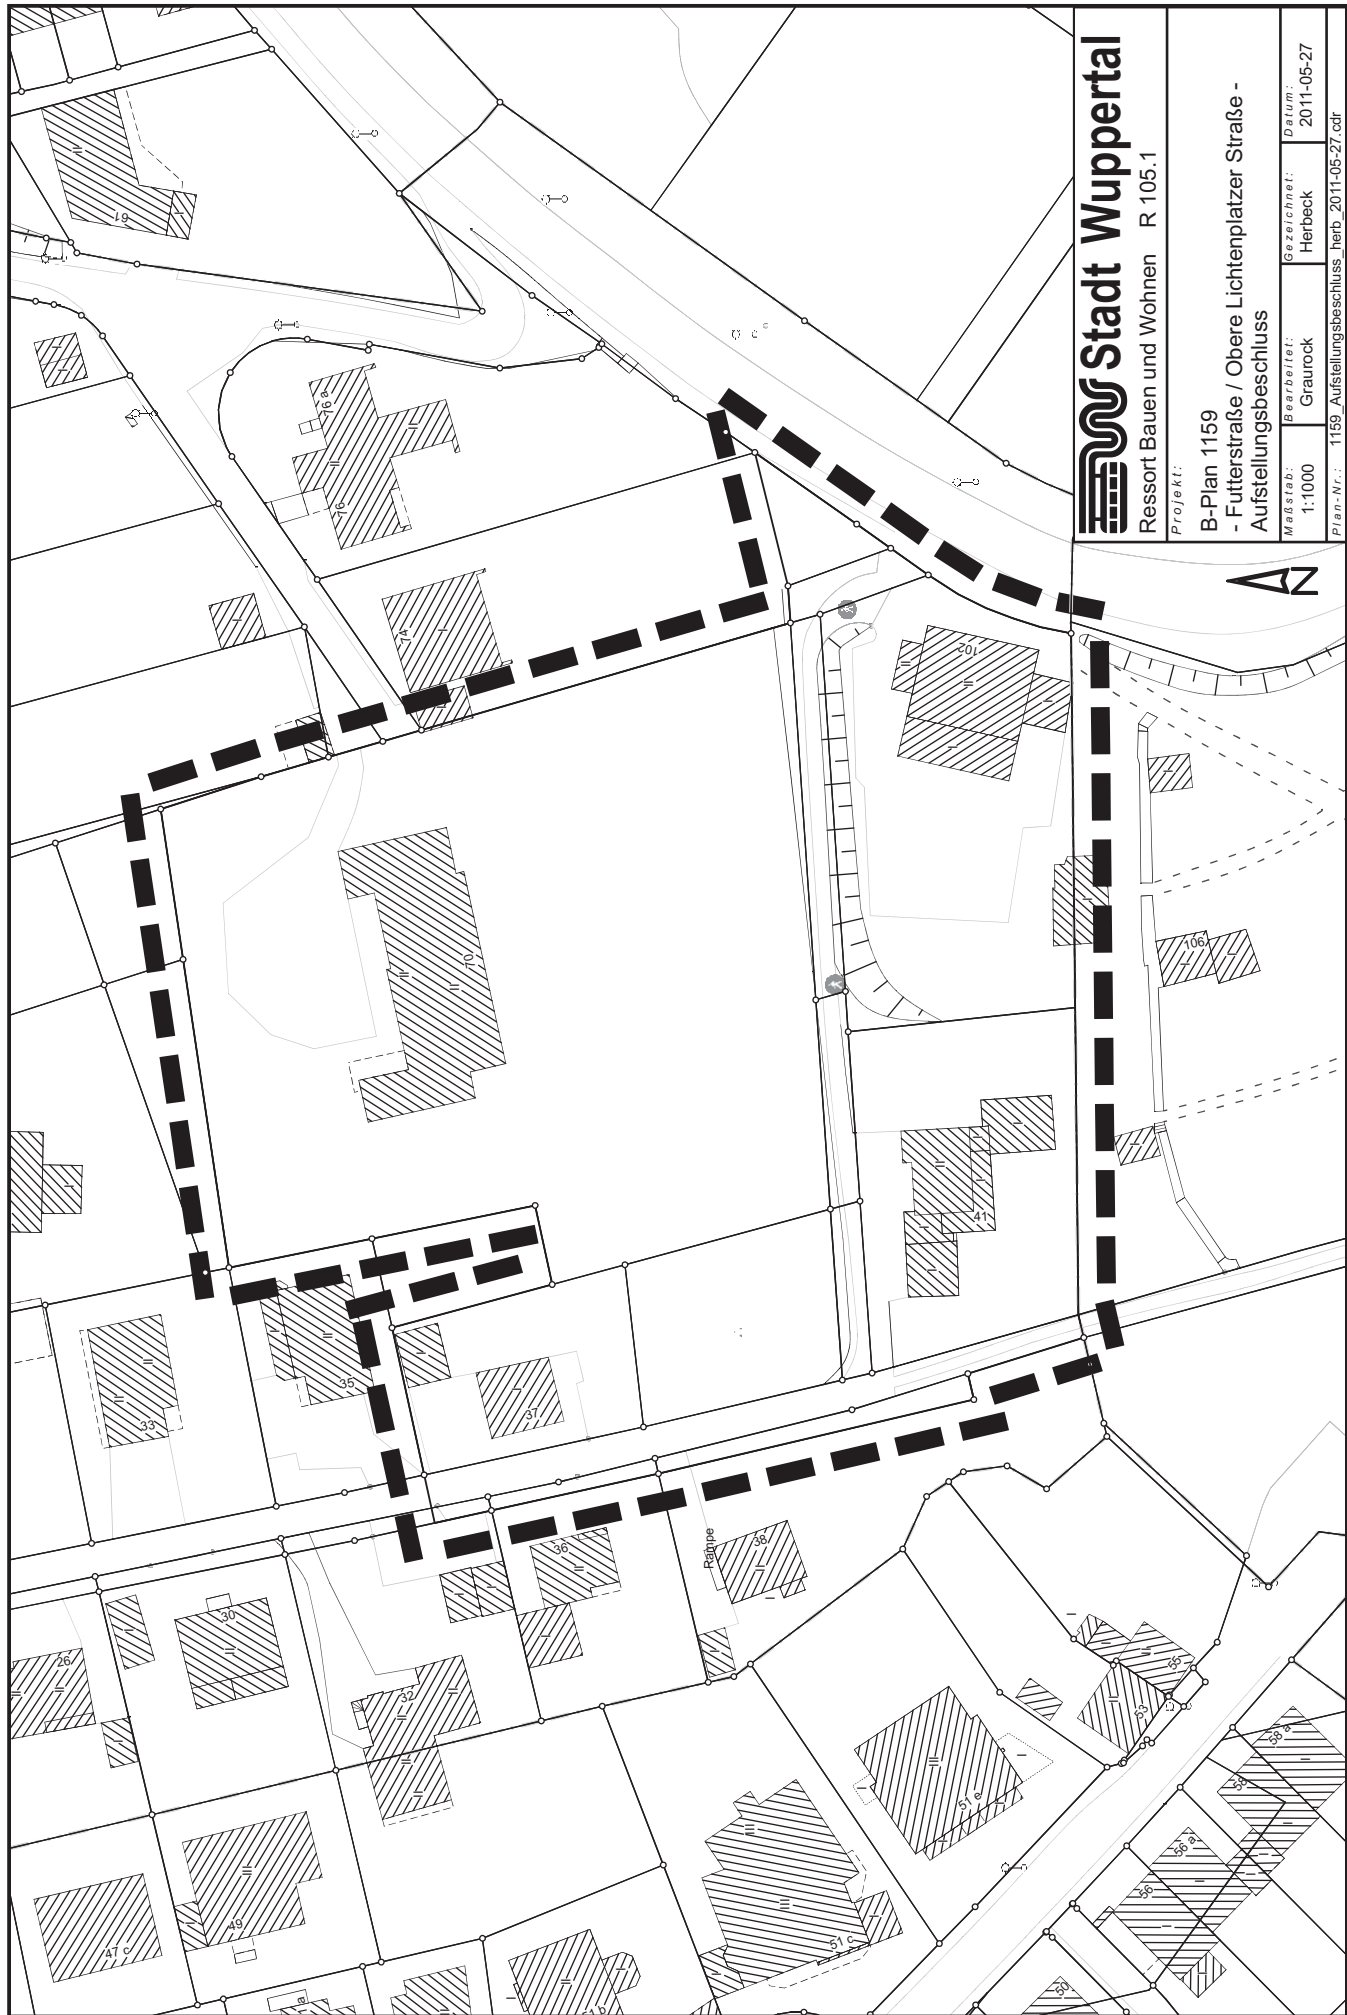 Stadt Wuppertal
Ressort Bauen und Wohnen R 105.1
Projekt:
B-Plan 1159
- Futterstraße / Obere Lichtenplatzer Straße -
Aufstellungsbeschluss
Maßstab:
1:1000
Bearbeitet:
Graurock
Gezeichnet:
Herbeck
Datum:
2011-05-27
Plan-Nr.: 1159_Aufstellungsbeschluss_herb_2011-05-27.cdr
N
61
76 a
76
74
102
70
106
41
33
35
37
Rampe
36
38
30
26
32
47 c
49
51 e
51 c
51 b
55
53
58 a
58
56 a
56
50